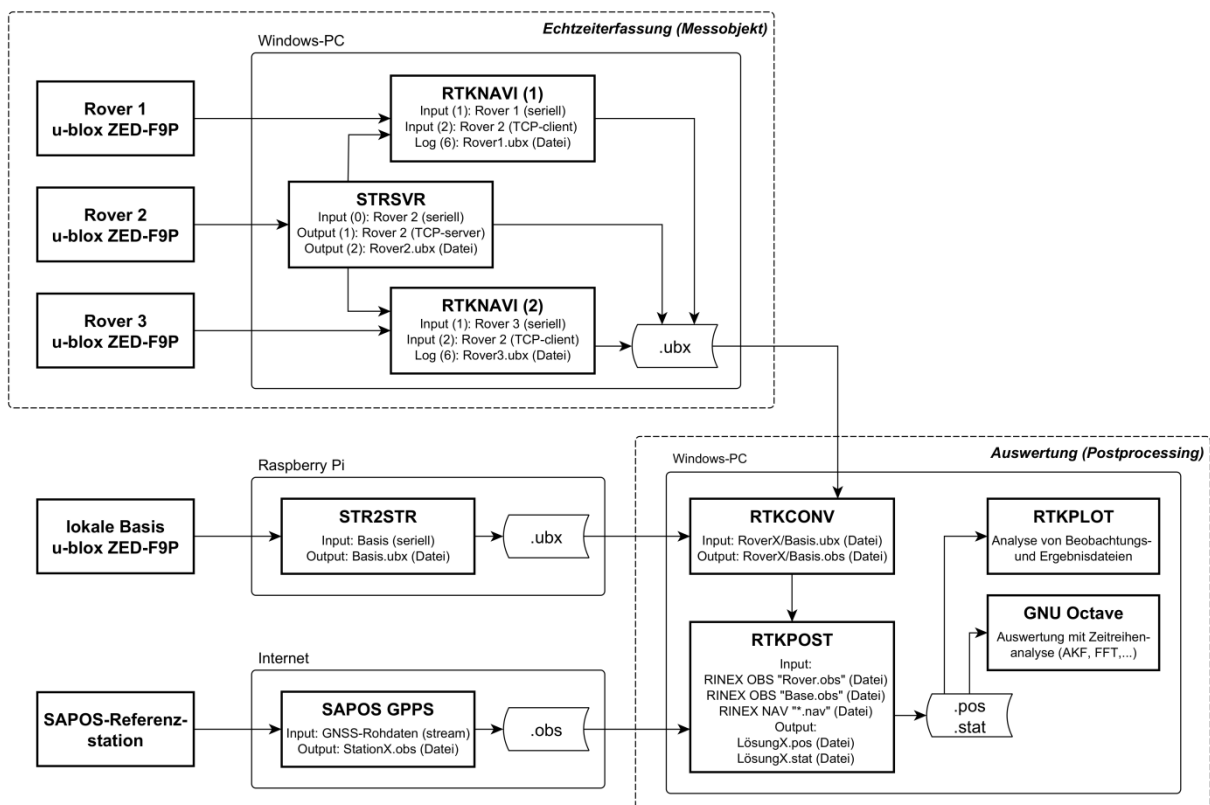 Echtzeiterfassung (Messobjekt)
Windows-PC
Rover 1
u-blox ZED-F9P
RTKNAVI (1)
Input (1): Rover 1 (seriell)
Input (2): Rover 2 (TCP-client)
Log (6): Rover1.ubx (Datei)
Rover 2
u-blox ZED-F9P
STRSVR
Input (0): Rover 2 (seriell)
Output (1): Rover 2 (TCP-server)
Output (2): Rover2.ubx (Datei)
Rover 3
u-blox ZED-F9P
RTKNAVI (2)
Input (1): Rover 3 (seriell)
Input (2): Rover 2 (TCP-client)
Log (6): Rover3.ubx (Datei)
.ubx
Auswertung (Postprocessing)
Windows-PC
Raspberry Pi
lokale Basis
u-blox ZED-F9P
STR2STR
Input: Basis (seriell)
Output: Basis.ubx (Datei)
.ubx
RTKCONV
Input: RoverX/Basis.ubx (Datei)
Output: RoverX/Basis.obs (Datei)
RTKPLOT
Analyse von Beobachtungs-
und Ergebnisdateien
GNU Octave
Auswertung mit Zeitreihen-
analyse (AKF, FFT,...)
Internet
SAPOS-Referenz-
station
SAPOS GPPS
Input: GNSS-Rohdaten (stream)
Output: StationX.obs (Datei)
.obs
RTKPOST
Input:
RINEX OBS "Rover.obs" (Datei)
RINEX OBS "Base.obs" (Datei)
RINEX NAV "*.nav" (Datei)
Output:
LösungX.pos (Datei)
LösungX.stat (Datei)
.pos
.stat